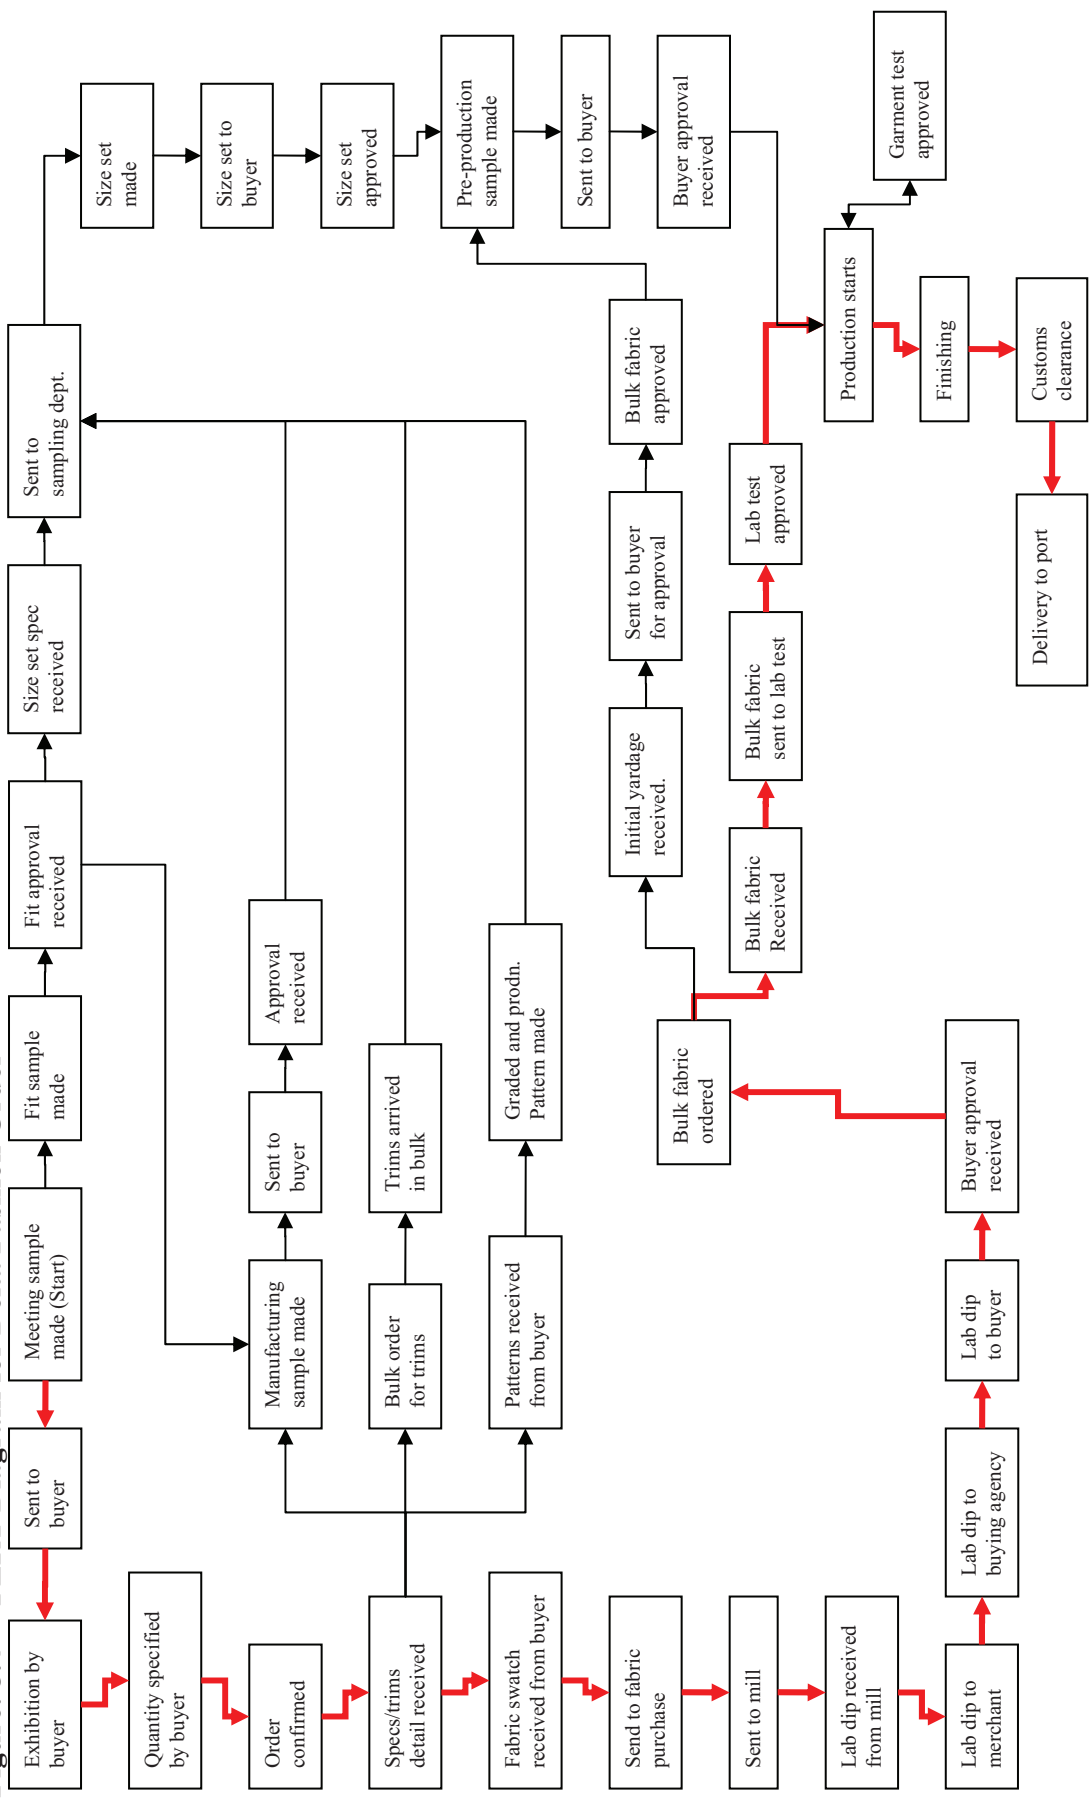 Exhibition by
buyer
Sent to
buyer
Meeting sample
made (Start)
Fit sample
made
Fit approval
received
Size set spec
received
Sent to
sampling dept.
Size set
made
Quantity specified
by buyer
Size set to
buyer
Order
confirmed
Manufacturing
sample made
Sent to
buyer
Approval
received
Size set
approved
Specs/trims
detail received
Bulk order
for trims
Trims arrived
in bulk
Pre-production
sample made
Fabric swatch
received from buyer
Patterns received
from buyer
Graded and prodn.
Pattern made
Sent to buyer
Send to fabric
purchase
Initial yardage
received.
Sent to buyer
for approval
Bulk fabric
approved
Buyer approval
received
Bulk fabric
ordered
Sent to mill
Bulk fabric
Received
Bulk fabric
sent to lab test
Lab test
approved
Lab dip received
from mill
Production starts
Garment test
approved
Lab dip to
merchant
Lab dip to
buying agency
Lab dip
to buyer
Buyer approval
received
Finishing
Delivery to port
Customs
clearance